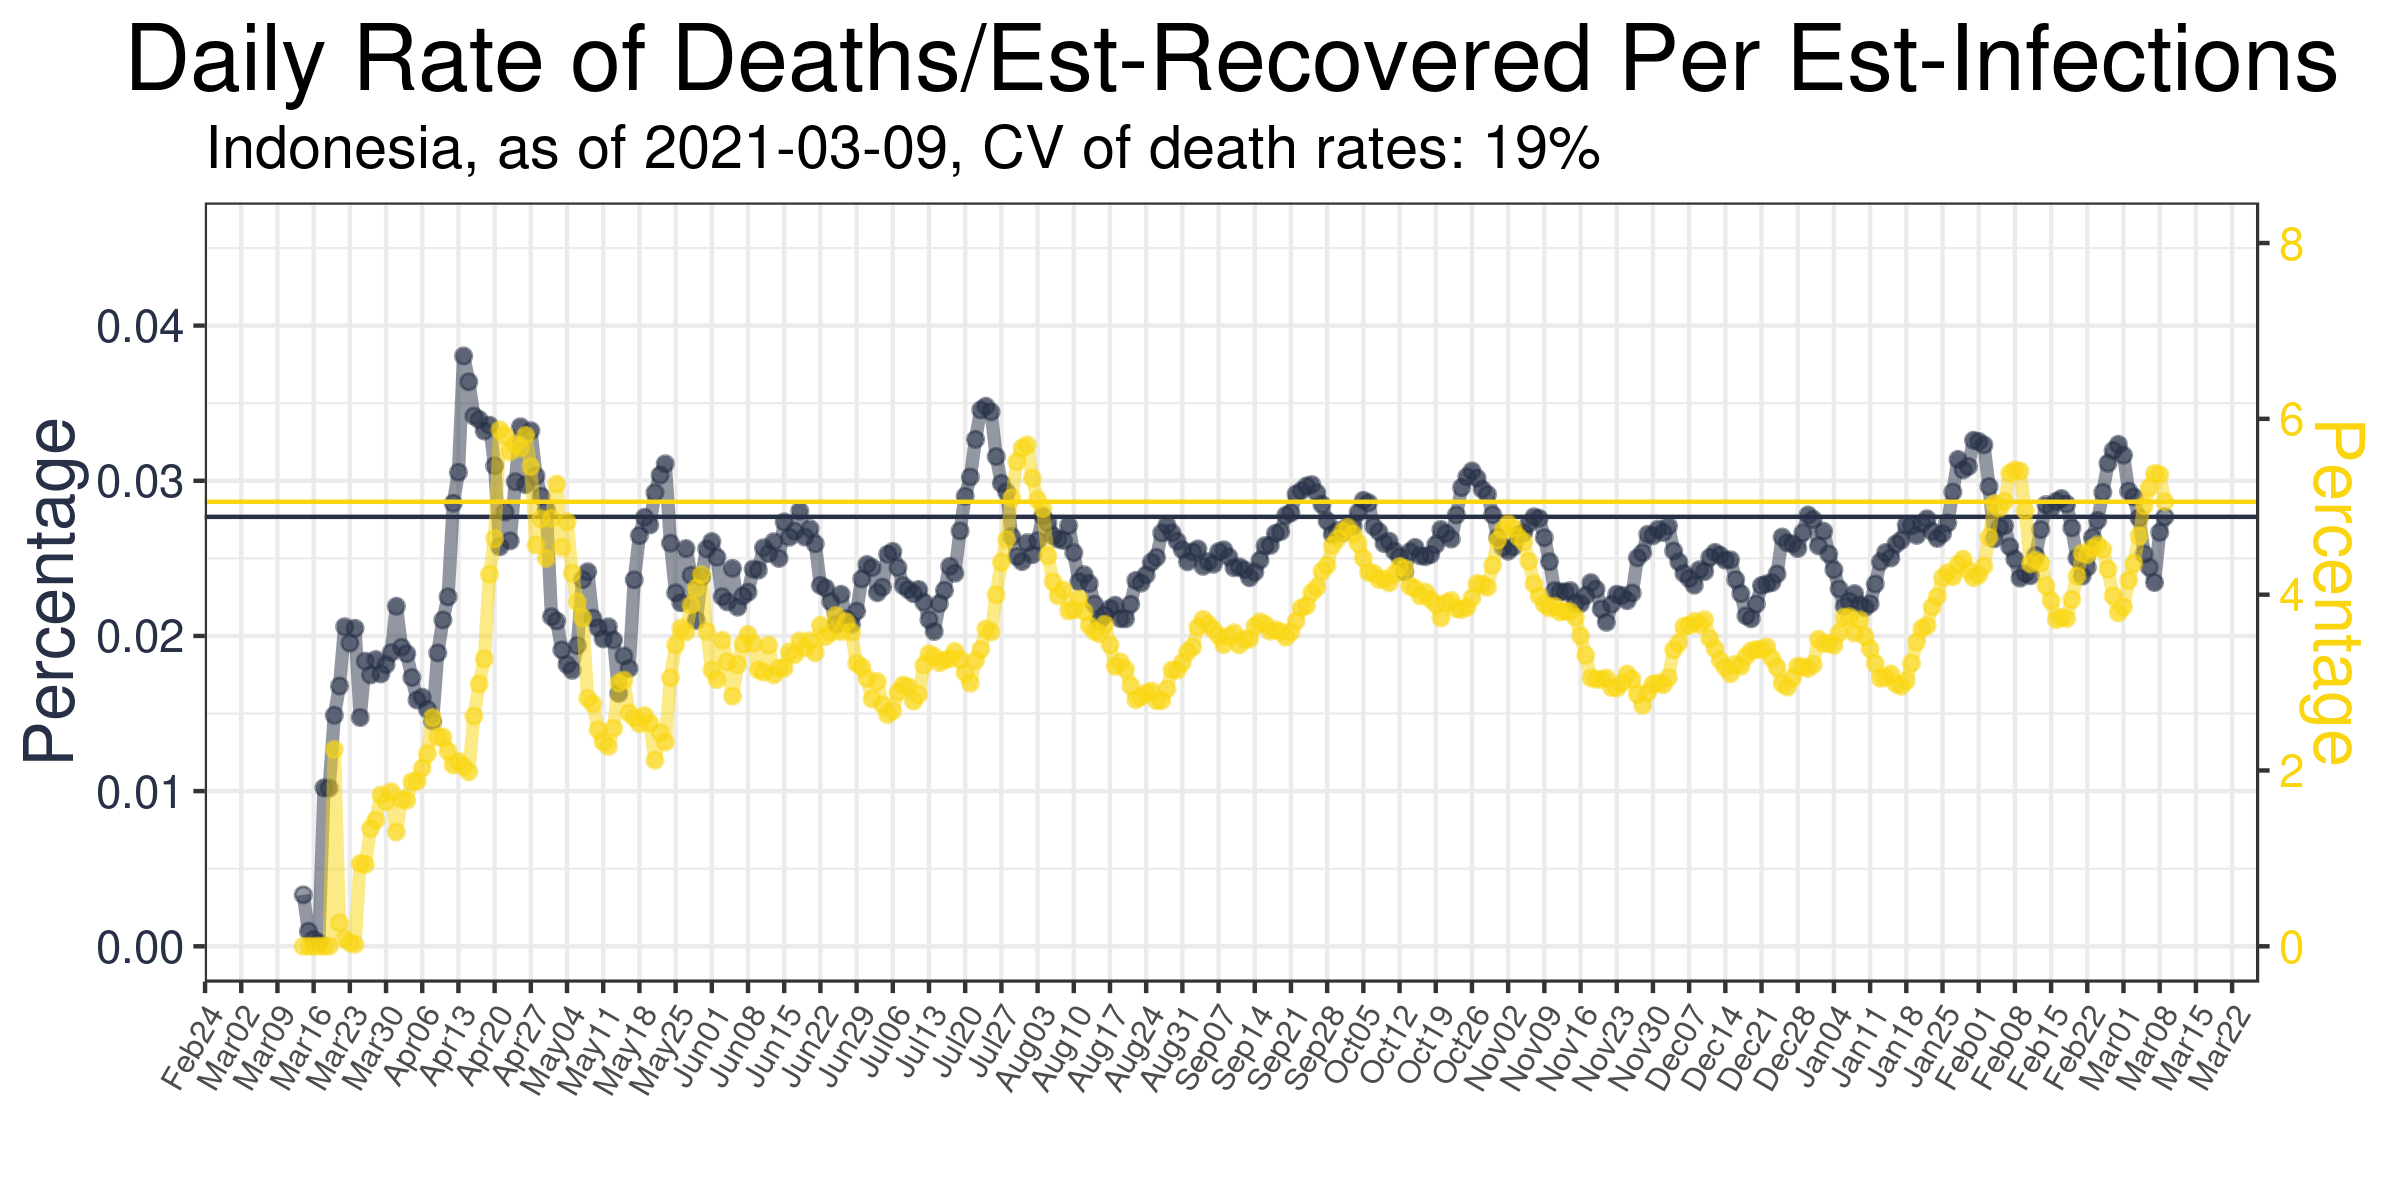 Daily Rate of Deaths/Est-Recovered Per Est-Infections
Indonesia, as of 2021-03-09, CV of death rates: 19%
Percentage
0.04
0.03
0.02
0.01
0.00
8
6
4
2
0
Percentage
Feb24
Mar02
Mar09
Mar16
Mar23
Mar30
Apr06
Apr13
Apr20
Apr27
May04
May11
May18
May25
Jun01
Jun08
Jun15
Jun22
Jun29
Jul06
Jul13
Jul20
Jul27
Aug03
Aug10
Aug17
Aug24
Aug31
Sep07
Sep14
Sep21
Sep28
Oct05
Oct12
Oct19
Oct26
Nov02
Nov09
Nov16
Nov23
Nov30
Dec07
Dec14
Dec21
Dec28
Jan04
Jan11
Jan18
Jan25
Feb01
Feb08
Feb15
Feb22
Mar01
Mar08
Mar15
Mar22